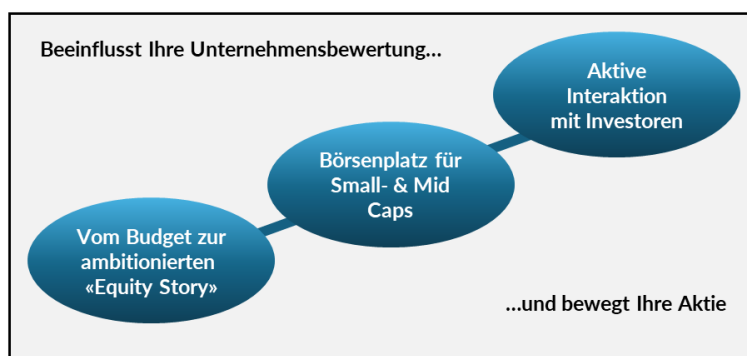 Beeinflusst Ihre Unternehmensbewertung...
Aktive
Interaktion
mit Investoren
Börsenplatz für
Small- & Mid
Caps
Vom Budget zur
ambitionierten
«Equity Story»
...und bewegt Ihre Aktie